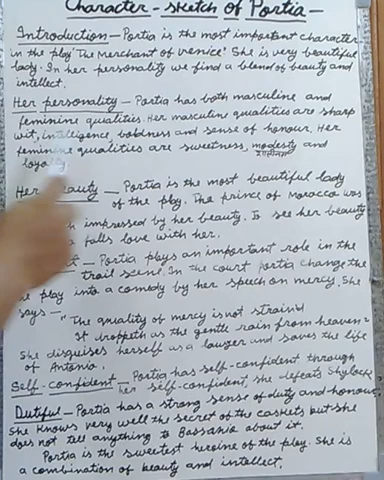 Character - sketch of Portia -
Introduction - Portia is the most important character
in the play "The Merchant of Venice". She is very beautiful
lady. In her personality we find a blend of beauty and
intellect.
Her personality - Portia has both masculine and
feminine qualities. Her masculine qualities are sharp
wit, intelligence, boldness and sense of honour. Her
feminine qualities are sweetness, modesty and
loyalty
Her Beauty - Portia is the most beautiful lady
of the play. The prince of Morocco was
impressed by her beauty. To see her beauty
falls love with her.
- Portia plays an important role in the
trail scene. In the court portia change the
play into a comedy by her speech on mercy. She
says - "The quality of mercy is not strain'd
It droppeth as the gentle rain from heaven"
She disguises herself as a lawyer and saves the life
of Antonio.
Self-confident - Portia has self-confident through
her self-confident, she defeats Shylock
Dutiful - Portia has a strong sense of duty and honour,
She knows very well the secret of the caskets but she
does not tell anything to Bassanio about it.
Portia is the sweetest heroine of the play. She is
a combination of beauty and intellect.